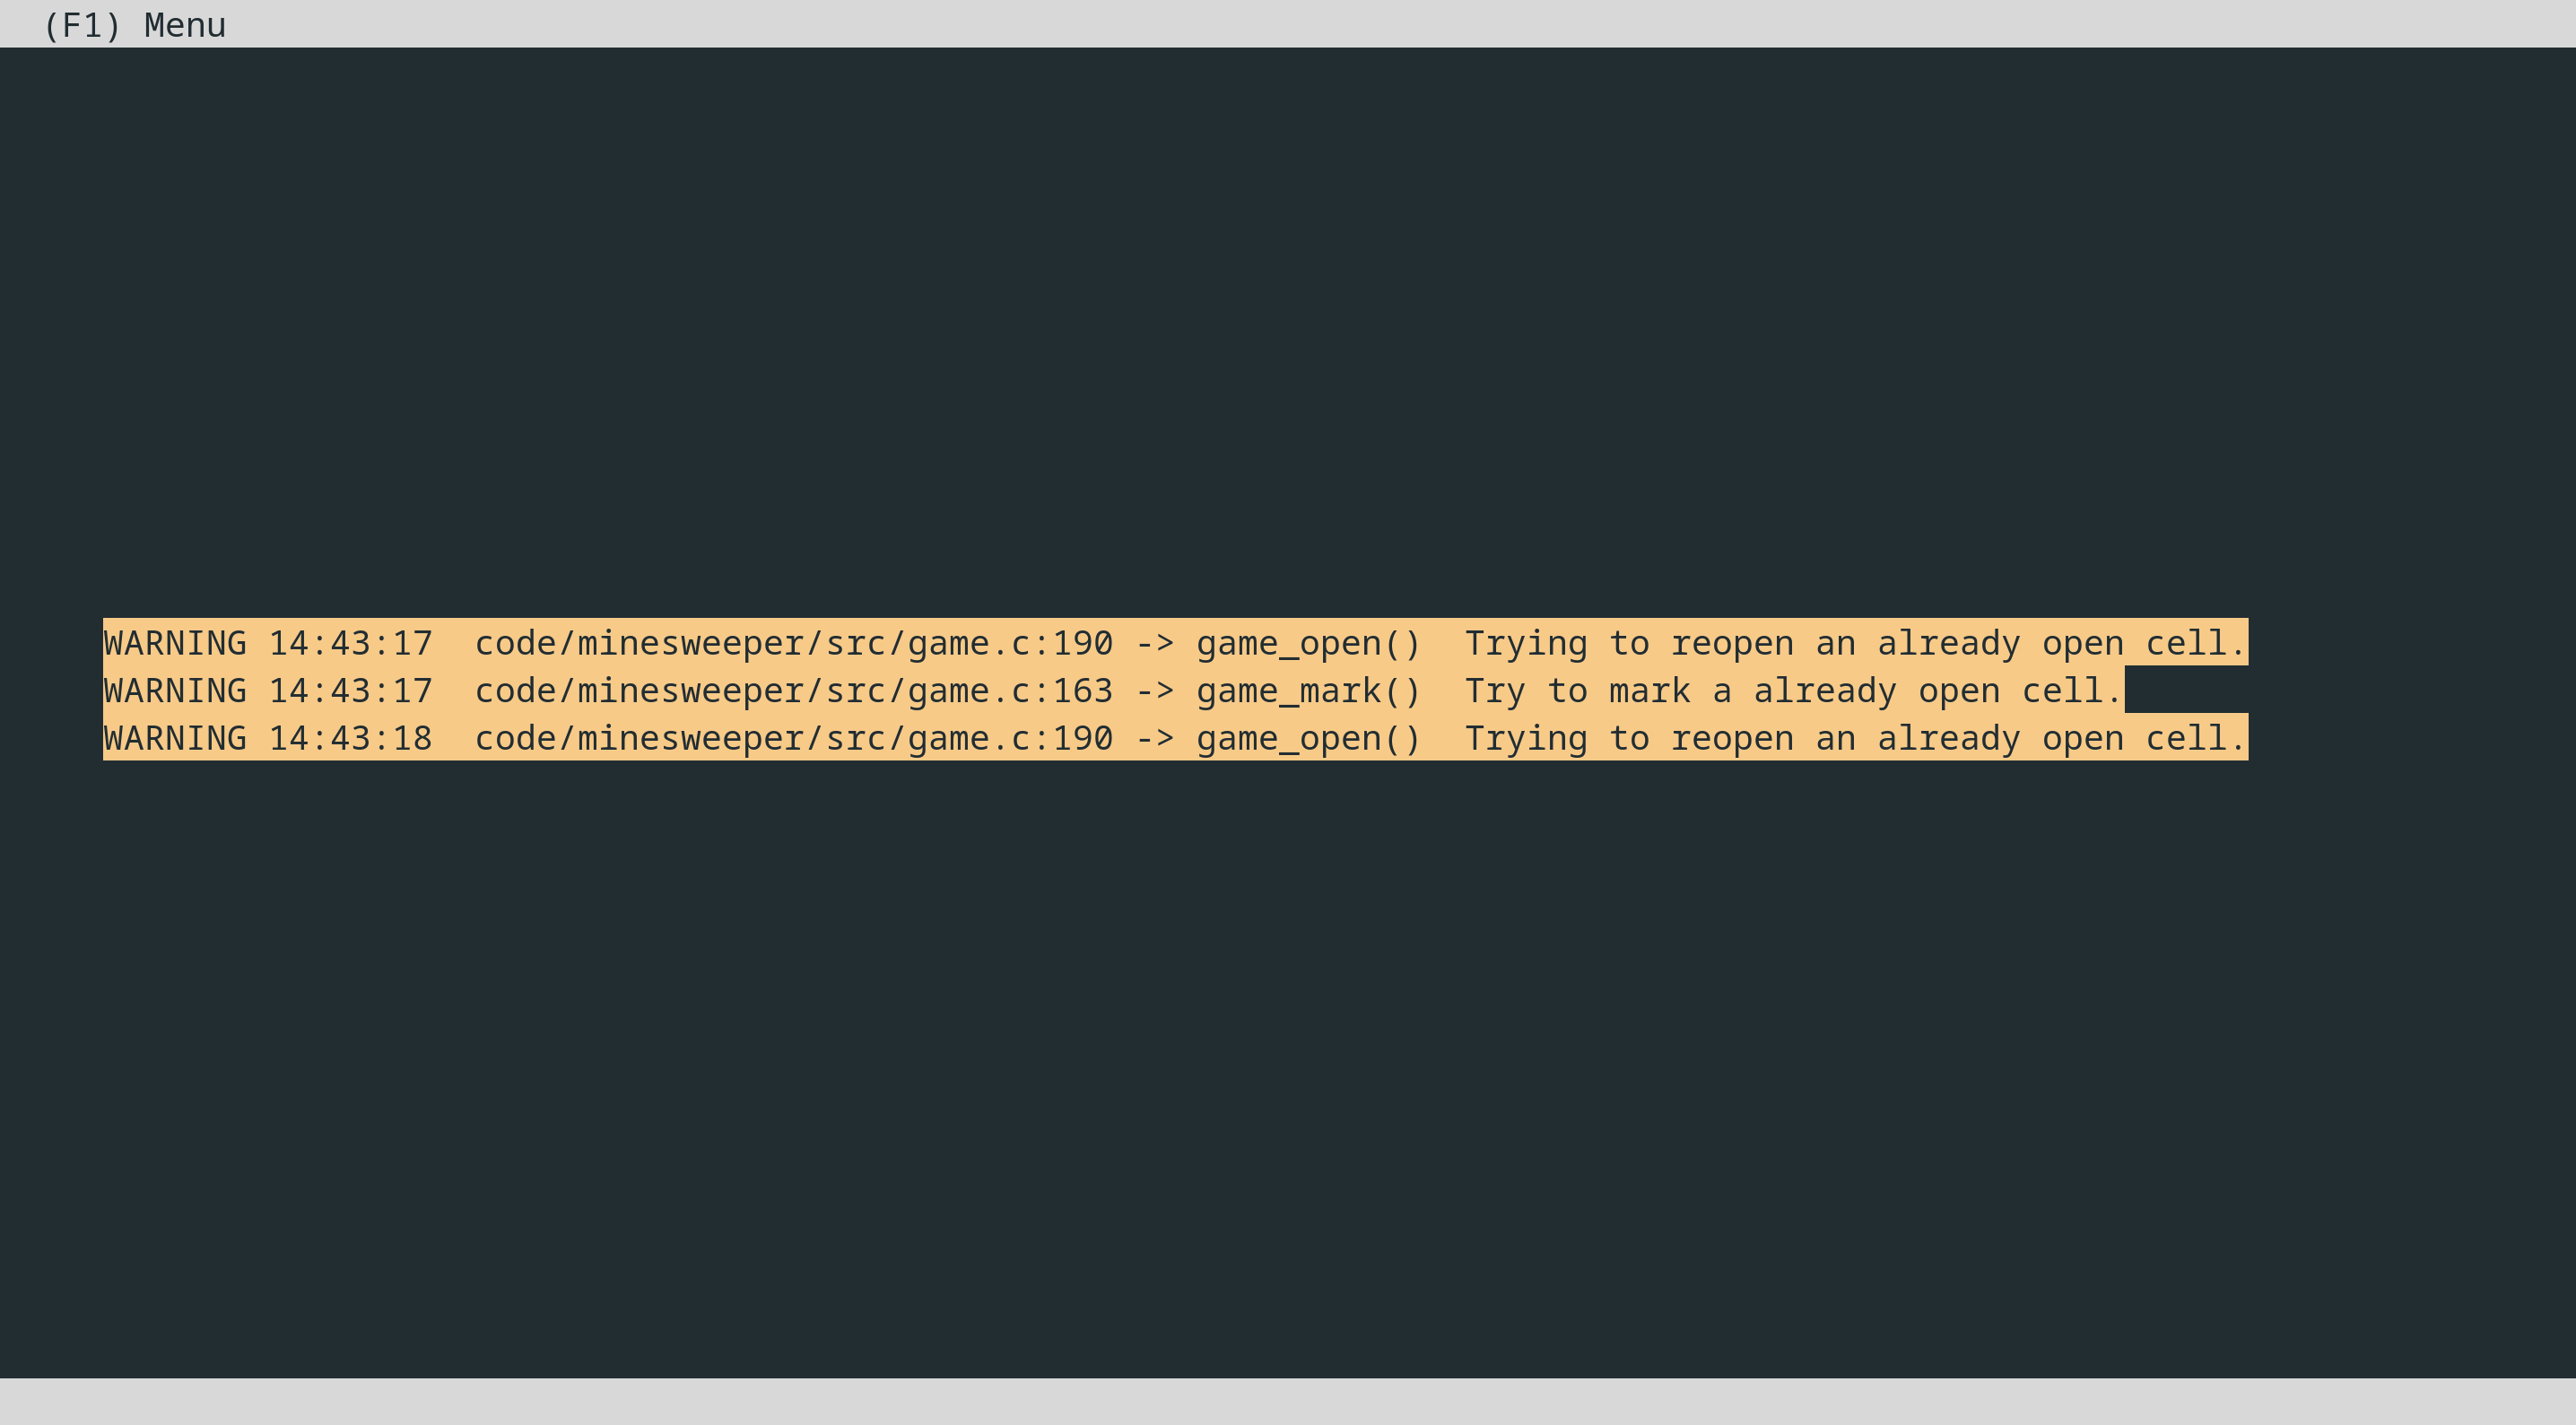 (F1) Menu
WARNING 14:43:17  code/minesweeper/src/game.c:190 -> game_open()  Trying to reopen an already open cell.
WARNING 14:43:17  code/minesweeper/src/game.c:163 -> game_mark()  Try to mark a already open cell.
WARNING 14:43:18  code/minesweeper/src/game.c:190 -> game_open()  Trying to reopen an already open cell.